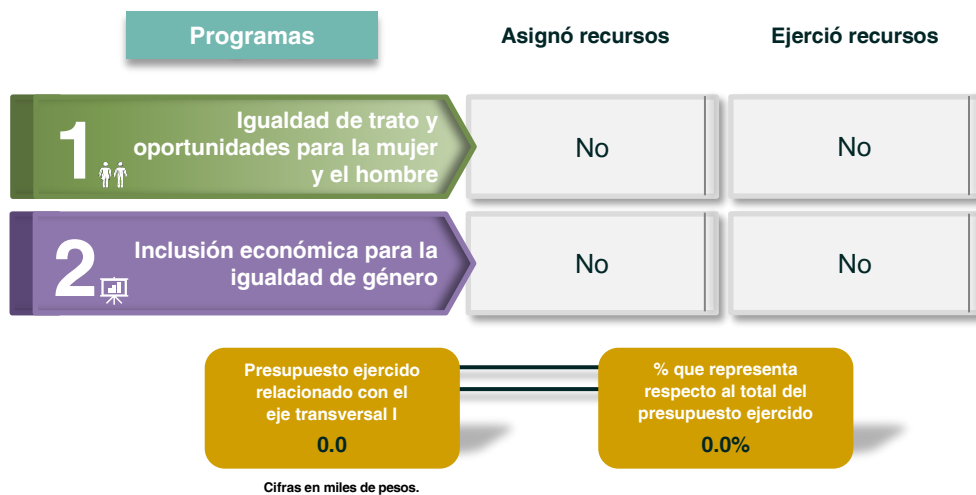 Programas
Asignó recursos
Ejerció recursos
1
Igualdad de trato y
oportunidades para la mujer
y el hombre
No
No
2
Inclusión económica para la
igualdad de género
No
No
Presupuesto ejercido
relacionado con el
eje transversal I
0.0
% que representa
respecto al total del
presupuesto ejercido
0.0%
Cifras en miles de pesos.